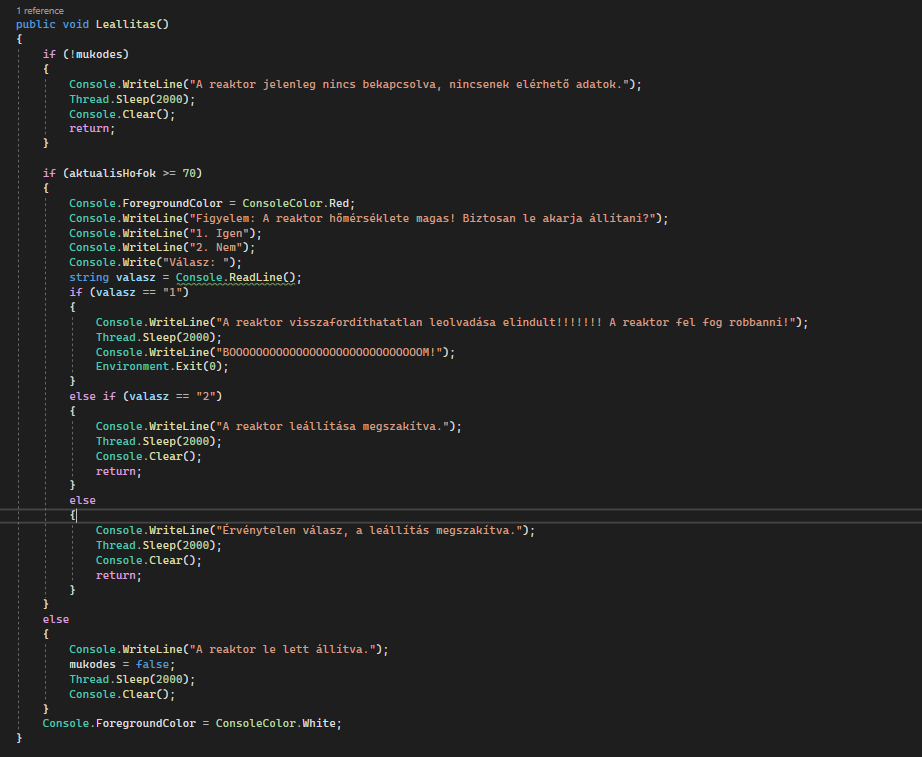 1 reference
public void Leallitas()
{
if (!mukodes)
{
Console.WriteLine("A reaktor jelenleg nincs bekapcsolva, nincsenek elérhető adatok.");
Thread.Sleep(2000);
Console.Clear();
return;
}
if (aktualisHofok >= 70)
{
Console.ForegroundColor = ConsoleColor.Red;
Console.WriteLine("Figyelem: A reaktor hőmérséklete magas! Biztosan le akarja állítani?");
Console.WriteLine("1. Igen");
Console.WriteLine("2. Nem");
Console.Write("Válasz: ");
string valasz = Console.ReadLine();
if (valasz == "1")
{
Console.WriteLine("A reaktor visszafordíthatatlan leolvadása elindult!!!!!!! A reaktor fel fog robbanni!");
Thread.Sleep(2000);
Console.WriteLine("BOOOOOOOOOOOOOOOOOOOOOOOOOOOOOM!");
Environment.Exit(0);
}
else if (valasz == "2")
{
Console.WriteLine("A reaktor leállítása megszakítva.");
Thread.Sleep(2000);
Console.Clear();
return;
}
else
{
Console.WriteLine("Érvénytelen válasz, a leállítás megszakítva.");
Thread.Sleep(2000);
Console.Clear();
return;
}
}
else
{
Console.WriteLine("A reaktor le lett állítva.");
mukodes = false;
Thread.Sleep(2000);
Console.Clear();
}
Console.ForegroundColor = ConsoleColor.White;
}